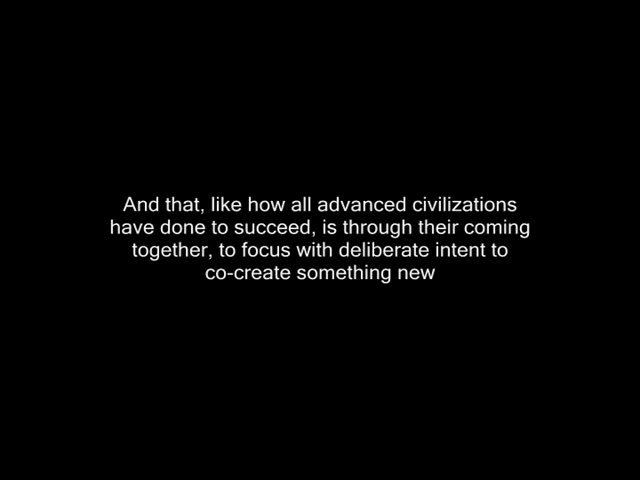 And that, like how all advanced civilizations
have done to succeed, is through their coming
together, to focus with deliberate intent to
co-create something new